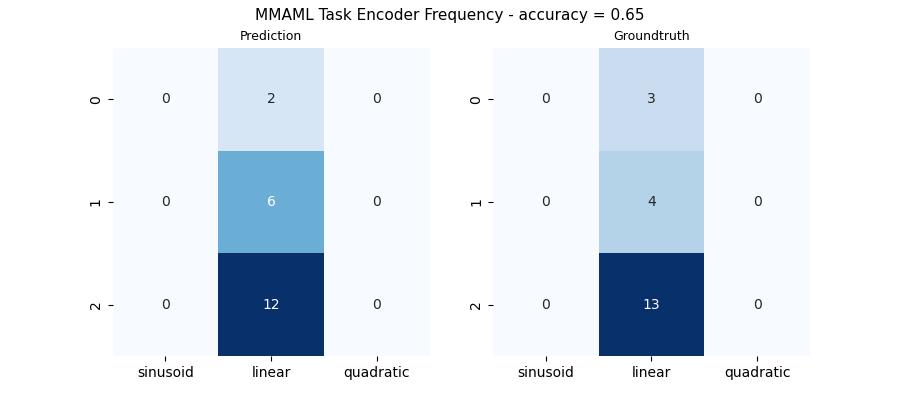 MMAML Task Encoder Frequency - accuracy = 0.65
Prediction Groundtruth
0 0 2 0 0 0 3 0
1 0 6 0 1 0 4 0
2 0 12 0 2 0 13 0
sinusoid linear quadratic sinusoid linear quadratic